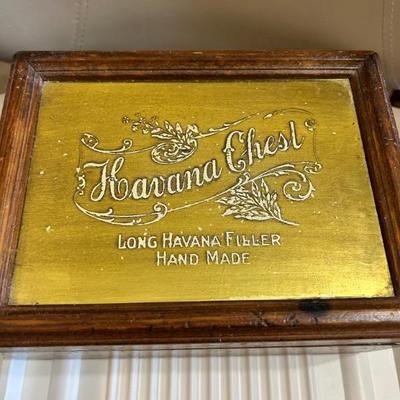 Havana Chest
LONG HAVANA FILLER
HAND MADE